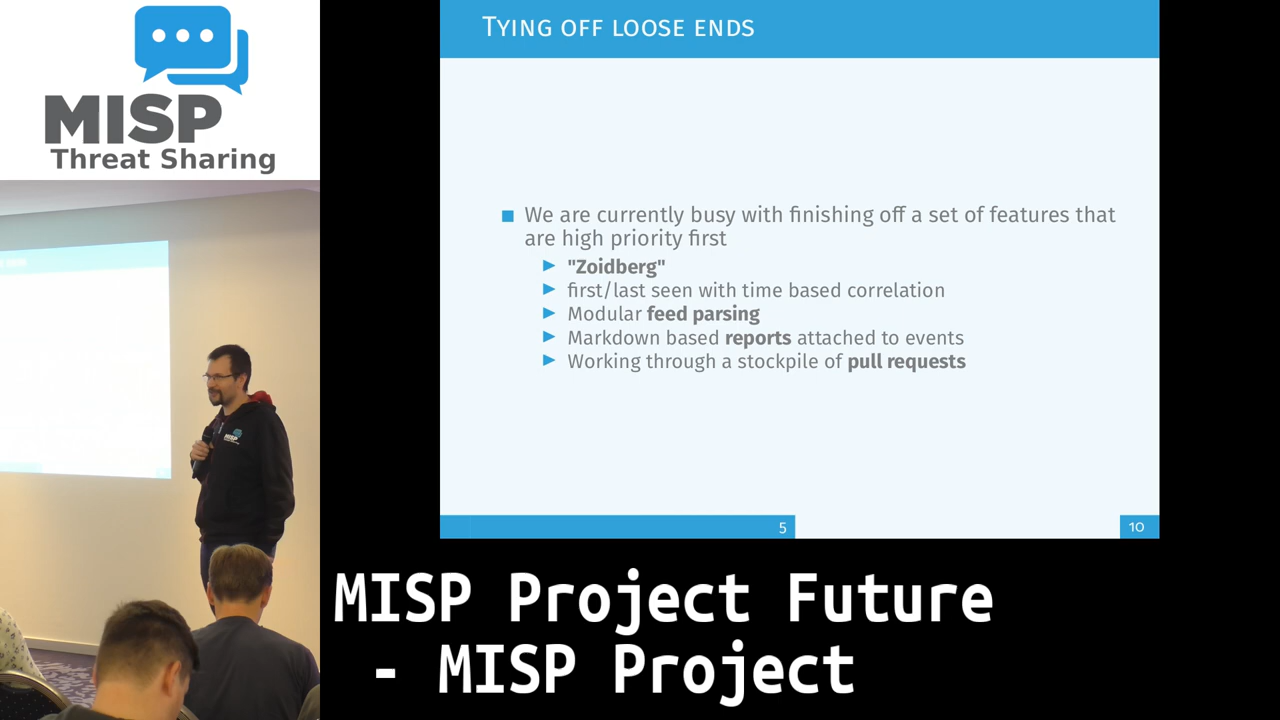 MISP
Threat Sharing
Tying off loose ends
We are currently busy with finishing off a set of features that
are high priority first
"Zoidberg"
first/last seen with time based correlation
Modular feed parsing
Markdown based reports attached to events
Working through a stockpile of pull requests
5
10
MISP
MISP Project Future
- MISP Project